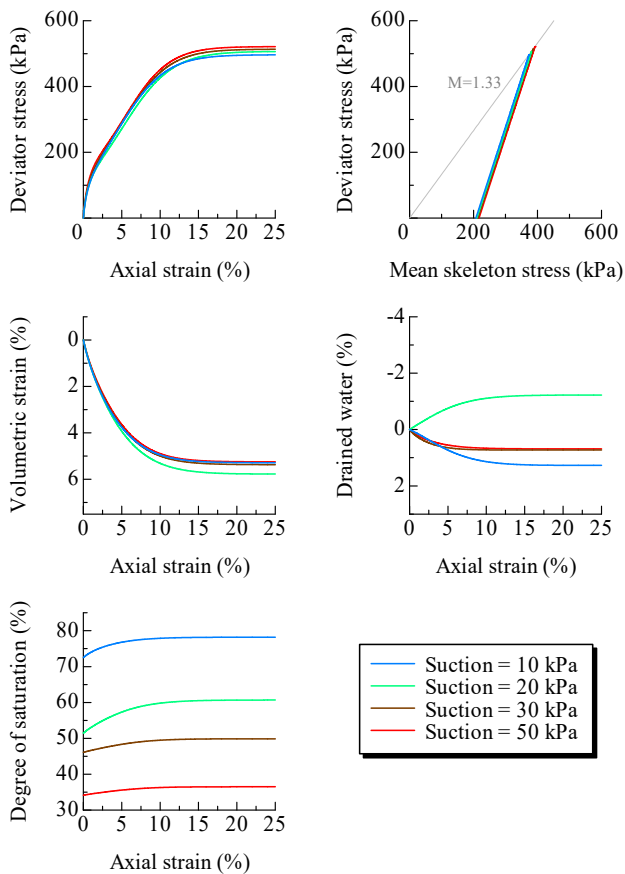 600
400
200
0
Deviator stress (kPa)
0 5 10 15 20 25
Axial strain (%)
600
400
200
0
Deviator stress (kPa)
M=1.33
0 200 400 600
Mean skeleton stress (kPa)
0
2
4
6
Volumetric strain (%)
0 5 10 15 20 25
Axial strain (%)
-4
-2
0
2
Drained water (%)
0 5 10 15 20 25
Axial strain (%)
80
70
60
50
40
30
Degree of saturation (%)
0 5 10 15 20 25
Axial strain (%)
Suction = 10 kPa
Suction = 20 kPa
Suction = 30 kPa
Suction = 50 kPa